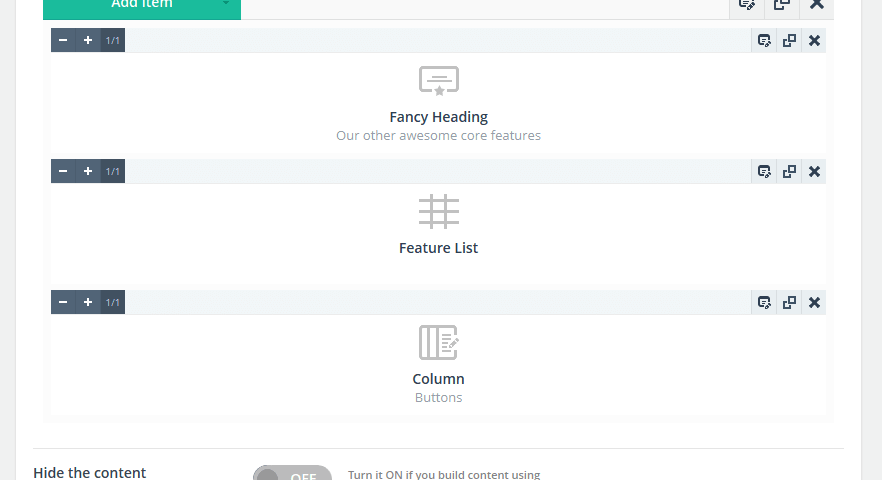 Add Item
1/1
Fancy Heading
Our other awesome core features
1/1
Feature List
1/1
Column
Buttons
Hide the content
OFF
Turn it ON if you build content using